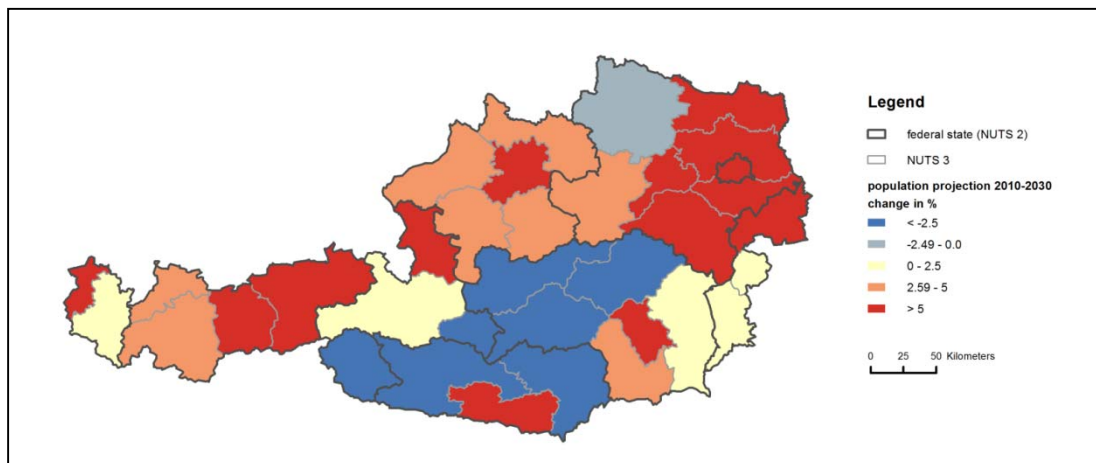 Legend
federal state (NUTS 2)
NUTS 3
population projection 2010-2030
change in %
< -2.5
-2.49 - 0.0
0 - 2.5
2.59 - 5
> 5
0 25 50 Kilometers